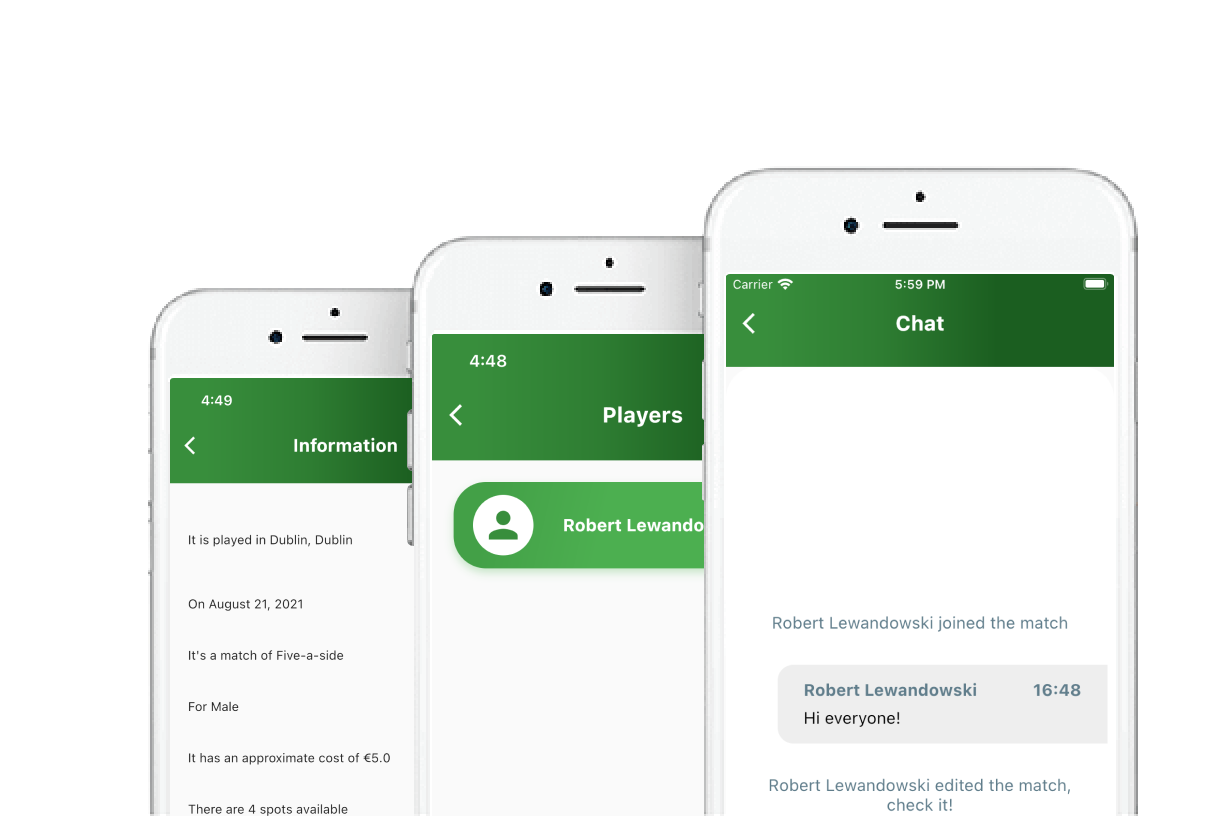 4:49
Information
It is played in Dublin, Dublin
On August 21, 2021
It's a match of Five-a-side
For Male
It has an approximate cost of €5.0
There are 4 spots available
4:48
Players
Robert Lewando
Carrier
5:59 PM
Chat
Robert Lewandowski joined the match
Robert Lewandowski 16:48
Hi everyone!
Robert Lewandowski edited the match,
check it!